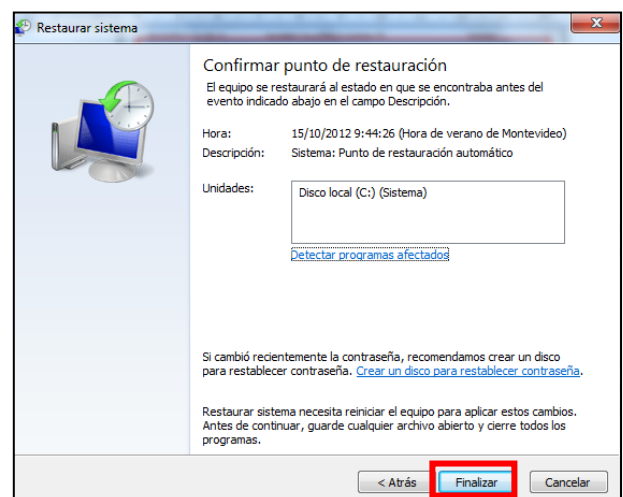 Restaurar sistema
Confirmar punto de restauración
El equipo se restaurará al estado en que se encontraba antes del
evento indicado abajo en el campo Descripción.
Hora: 15/10/2012 9:44:26 (Hora de verano de Montevideo)
Descripción: Sistema: Punto de restauración automático
Unidades: Disco local (C:) (Sistema)
Detectar programas afectados
Si cambió recientemente la contraseña, recomendamos crear un disco
para restablecer contraseña. Crear un disco para restablecer contraseña.
Restaurar sistema necesita reiniciar el equipo para aplicar estos cambios.
Antes de continuar, guarde cualquier archivo abierto y cierre todos los
programas.
< Atrás Finalizar Cancelar